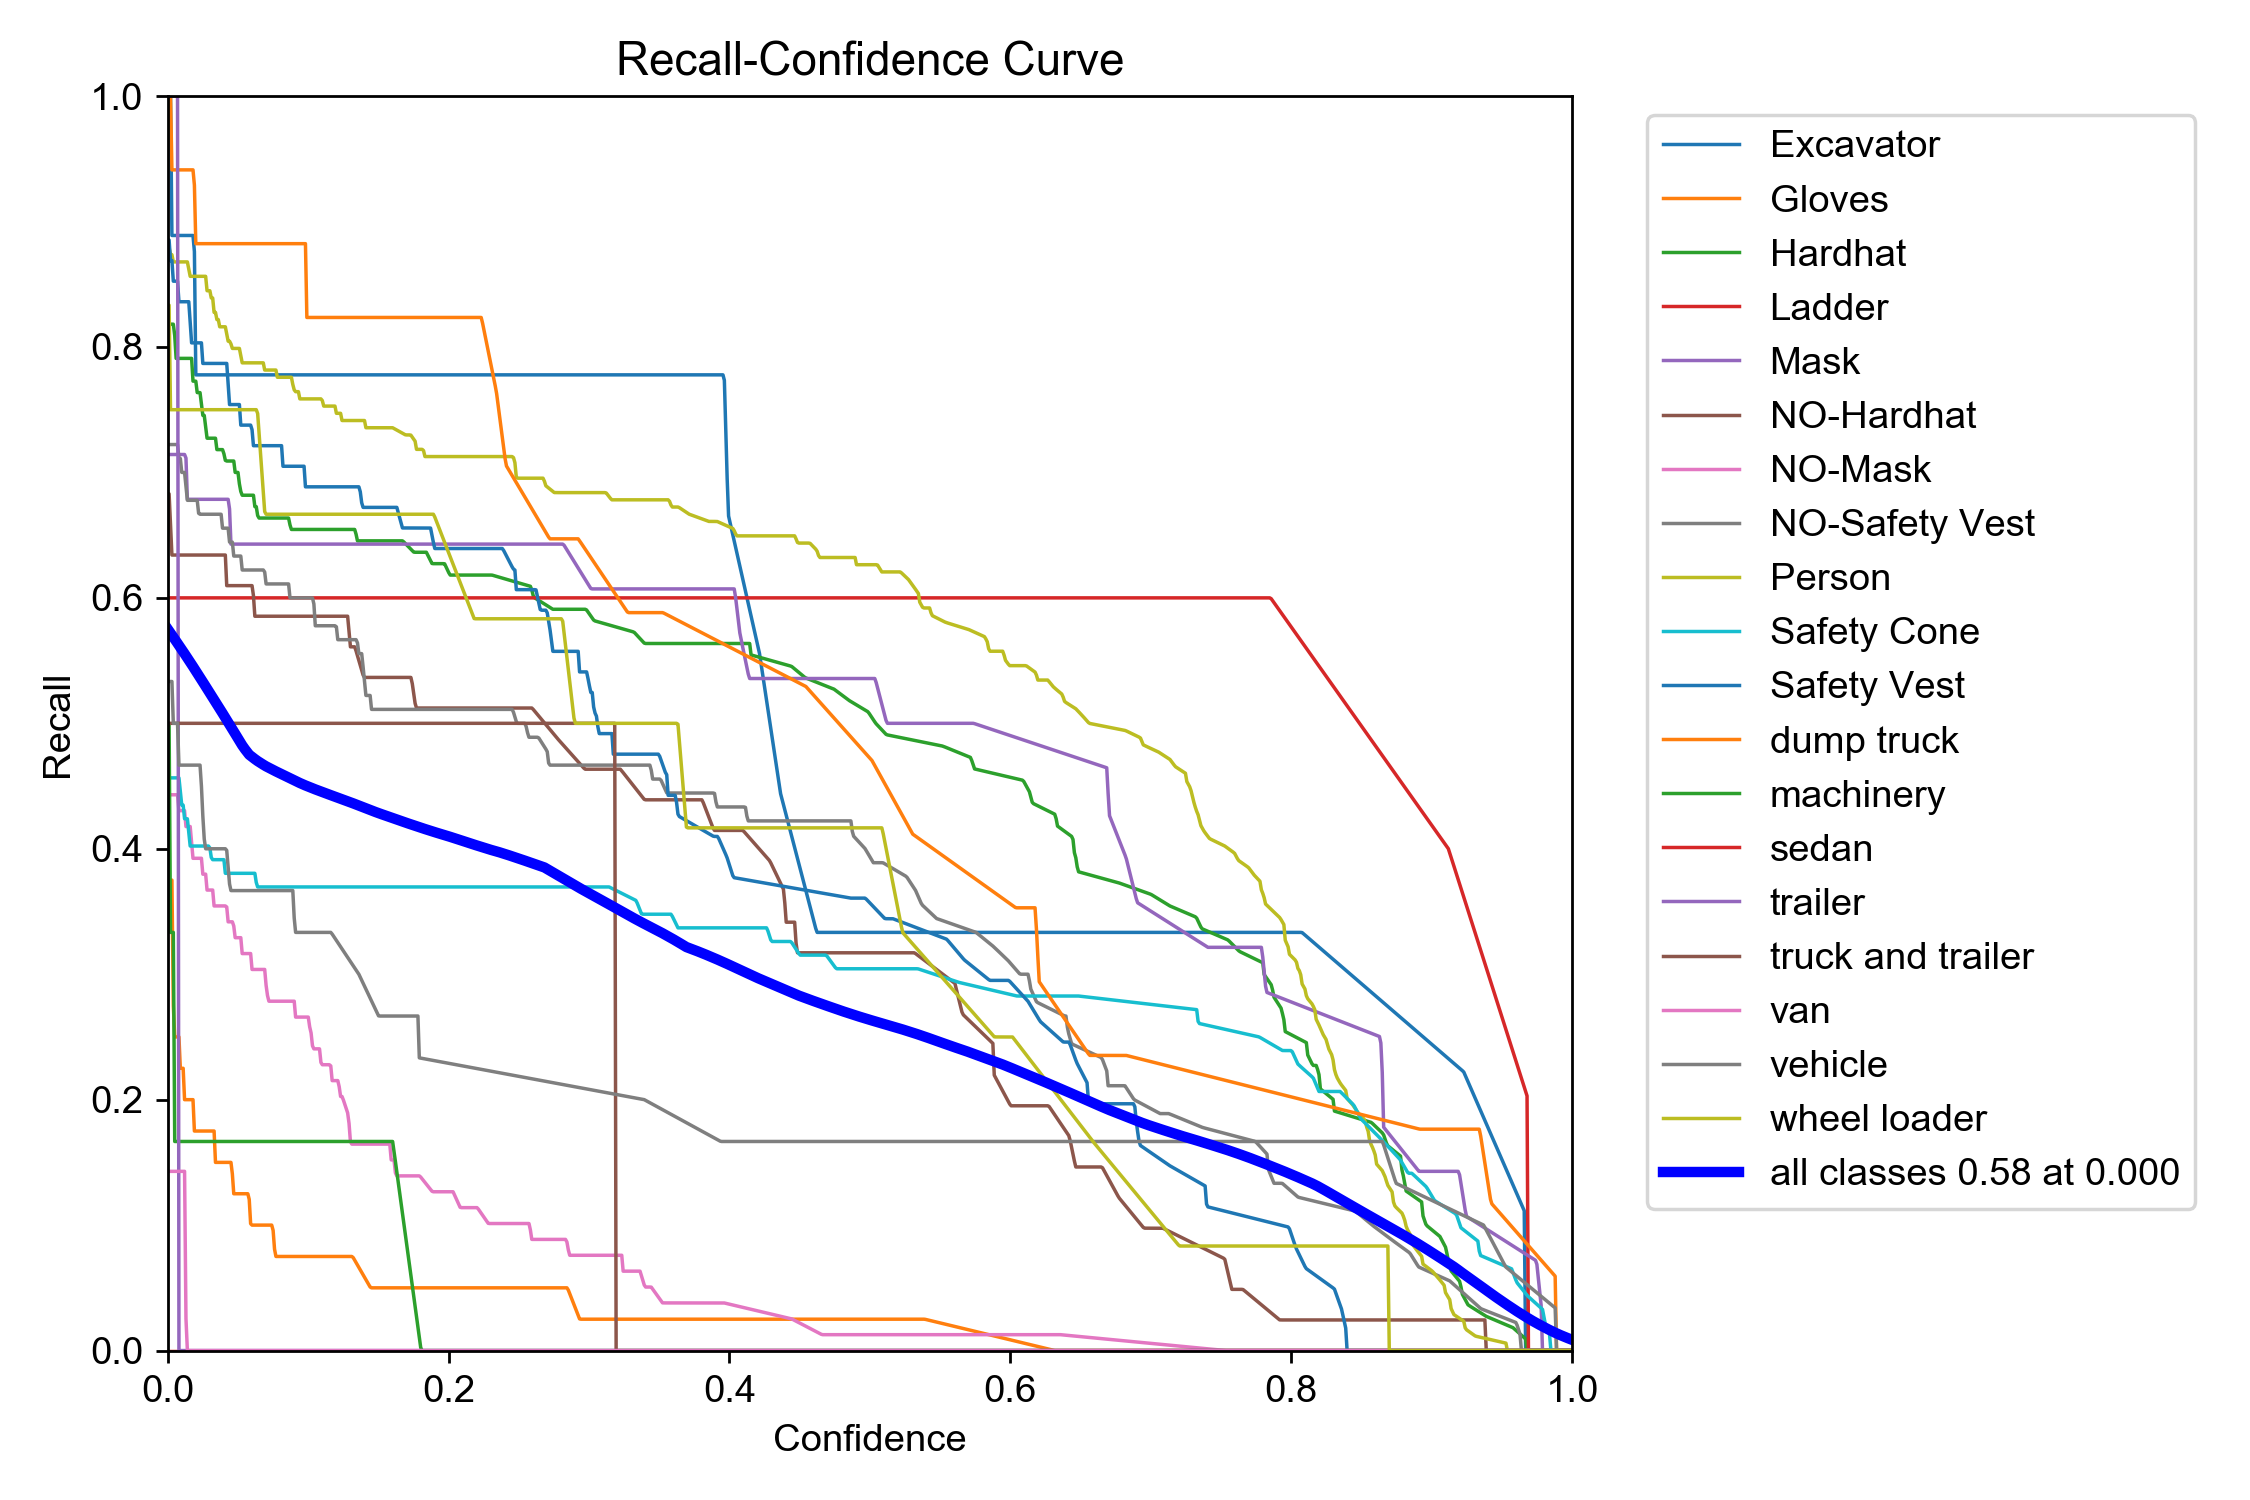 Recall-Confidence Curve
1.0
0.8
0.6
0.4
0.2
0.0
Recall
0.0 0.2 0.4 0.6 0.8 1.0
Confidence
Excavator
Gloves
Hardhat
Ladder
Mask
NO-Hardhat
NO-Mask
NO-Safety Vest
Person
Safety Cone
Safety Vest
dump truck
machinery
sedan
trailer
truck and trailer
van
vehicle
wheel loader
all classes 0.58 at 0.000